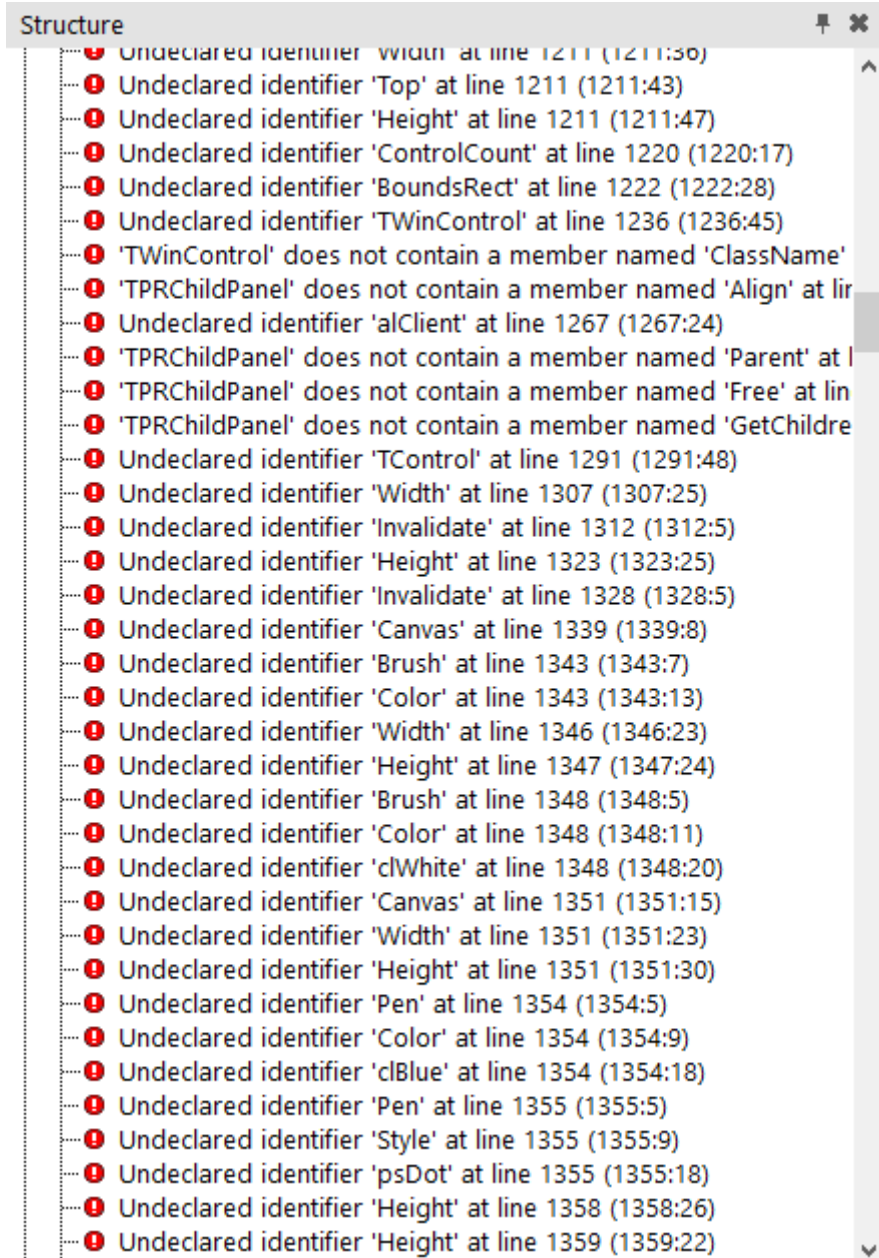 Structure
Undeclared identifier 'Width' at line 1211 (1211:36)
Undeclared identifier 'Top' at line 1211 (1211:43)
Undeclared identifier 'Height' at line 1211 (1211:47)
Undeclared identifier 'ControlCount' at line 1220 (1220:17)
Undeclared identifier 'BoundsRect' at line 1222 (1222:28)
Undeclared identifier 'TWinControl' at line 1236 (1236:45)
'TWinControl' does not contain a member named 'ClassName'
'TPRChildPanel' does not contain a member named 'Align' at lin
Undeclared identifier 'alClient' at line 1267 (1267:24)
'TPRChildPanel' does not contain a member named 'Parent' at l
'TPRChildPanel' does not contain a member named 'Free' at lin
'TPRChildPanel' does not contain a member named 'GetChildre
Undeclared identifier 'TControl' at line 1291 (1291:48)
Undeclared identifier 'Width' at line 1307 (1307:25)
Undeclared identifier 'Invalidate' at line 1312 (1312:5)
Undeclared identifier 'Height' at line 1323 (1323:25)
Undeclared identifier 'Invalidate' at line 1328 (1328:5)
Undeclared identifier 'Canvas' at line 1339 (1339:8)
Undeclared identifier 'Brush' at line 1343 (1343:7)
Undeclared identifier 'Color' at line 1343 (1343:13)
Undeclared identifier 'Width' at line 1346 (1346:23)
Undeclared identifier 'Height' at line 1347 (1347:24)
Undeclared identifier 'Brush' at line 1348 (1348:5)
Undeclared identifier 'Color' at line 1348 (1348:11)
Undeclared identifier 'clWhite' at line 1348 (1348:20)
Undeclared identifier 'Canvas' at line 1351 (1351:15)
Undeclared identifier 'Width' at line 1351 (1351:23)
Undeclared identifier 'Height' at line 1351 (1351:30)
Undeclared identifier 'Pen' at line 1354 (1354:5)
Undeclared identifier 'Color' at line 1354 (1354:9)
Undeclared identifier 'clBlue' at line 1354 (1354:18)
Undeclared identifier 'Pen' at line 1355 (1355:5)
Undeclared identifier 'Style' at line 1355 (1355:9)
Undeclared identifier 'psDot' at line 1355 (1355:18)
Undeclared identifier 'Height' at line 1358 (1358:26)
Undeclared identifier 'Height' at line 1359 (1359:22)